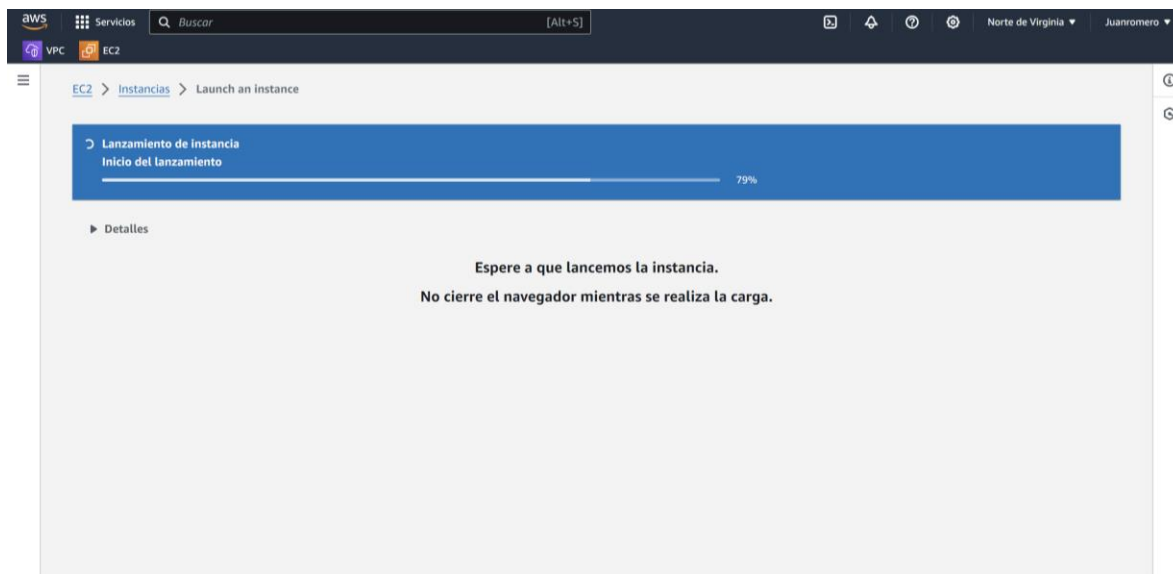 aws Servicios Buscar [Alt+S] Norte de Virginia Juanromero
VPC EC2
EC2 > Instancias > Launch an instance
Lanzamiento de instancia
Inicio del lanzamiento
79%
Detalles
Espere a que lancemos la instancia.
No cierre el navegador mientras se realiza la carga.